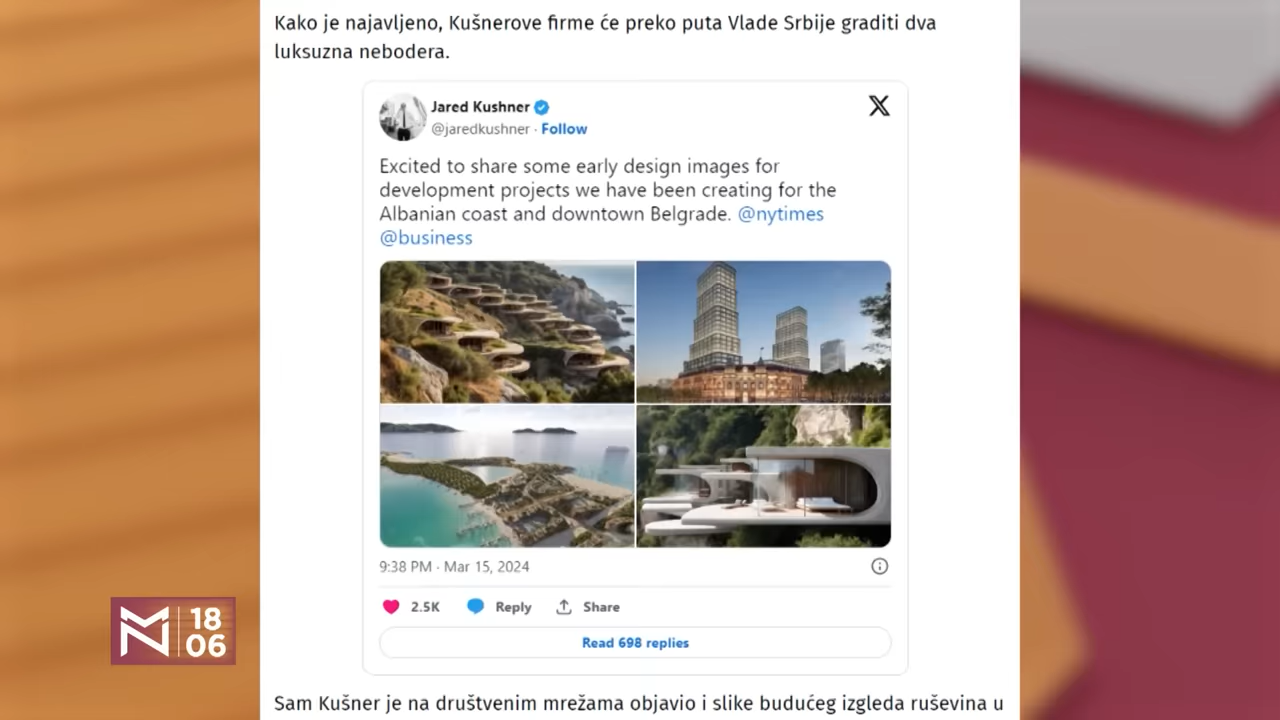 Kako je najavljeno, Kušnerove firme će preko puta Vlade Srbije graditi dva
luksuzna nebodera.
Jared Kushner
@jaredkushner · Follow
Excited to share some early design images for
development projects we have been creating for the
Albanian coast and downtown Belgrade. @nytimes
@business
9:38 PM · Mar 15, 2024
2.5K Reply Share
Read 698 replies
Sam Kušner je na društvenim mrežama objavio i slike budućeg izgleda ruševina u
18
06